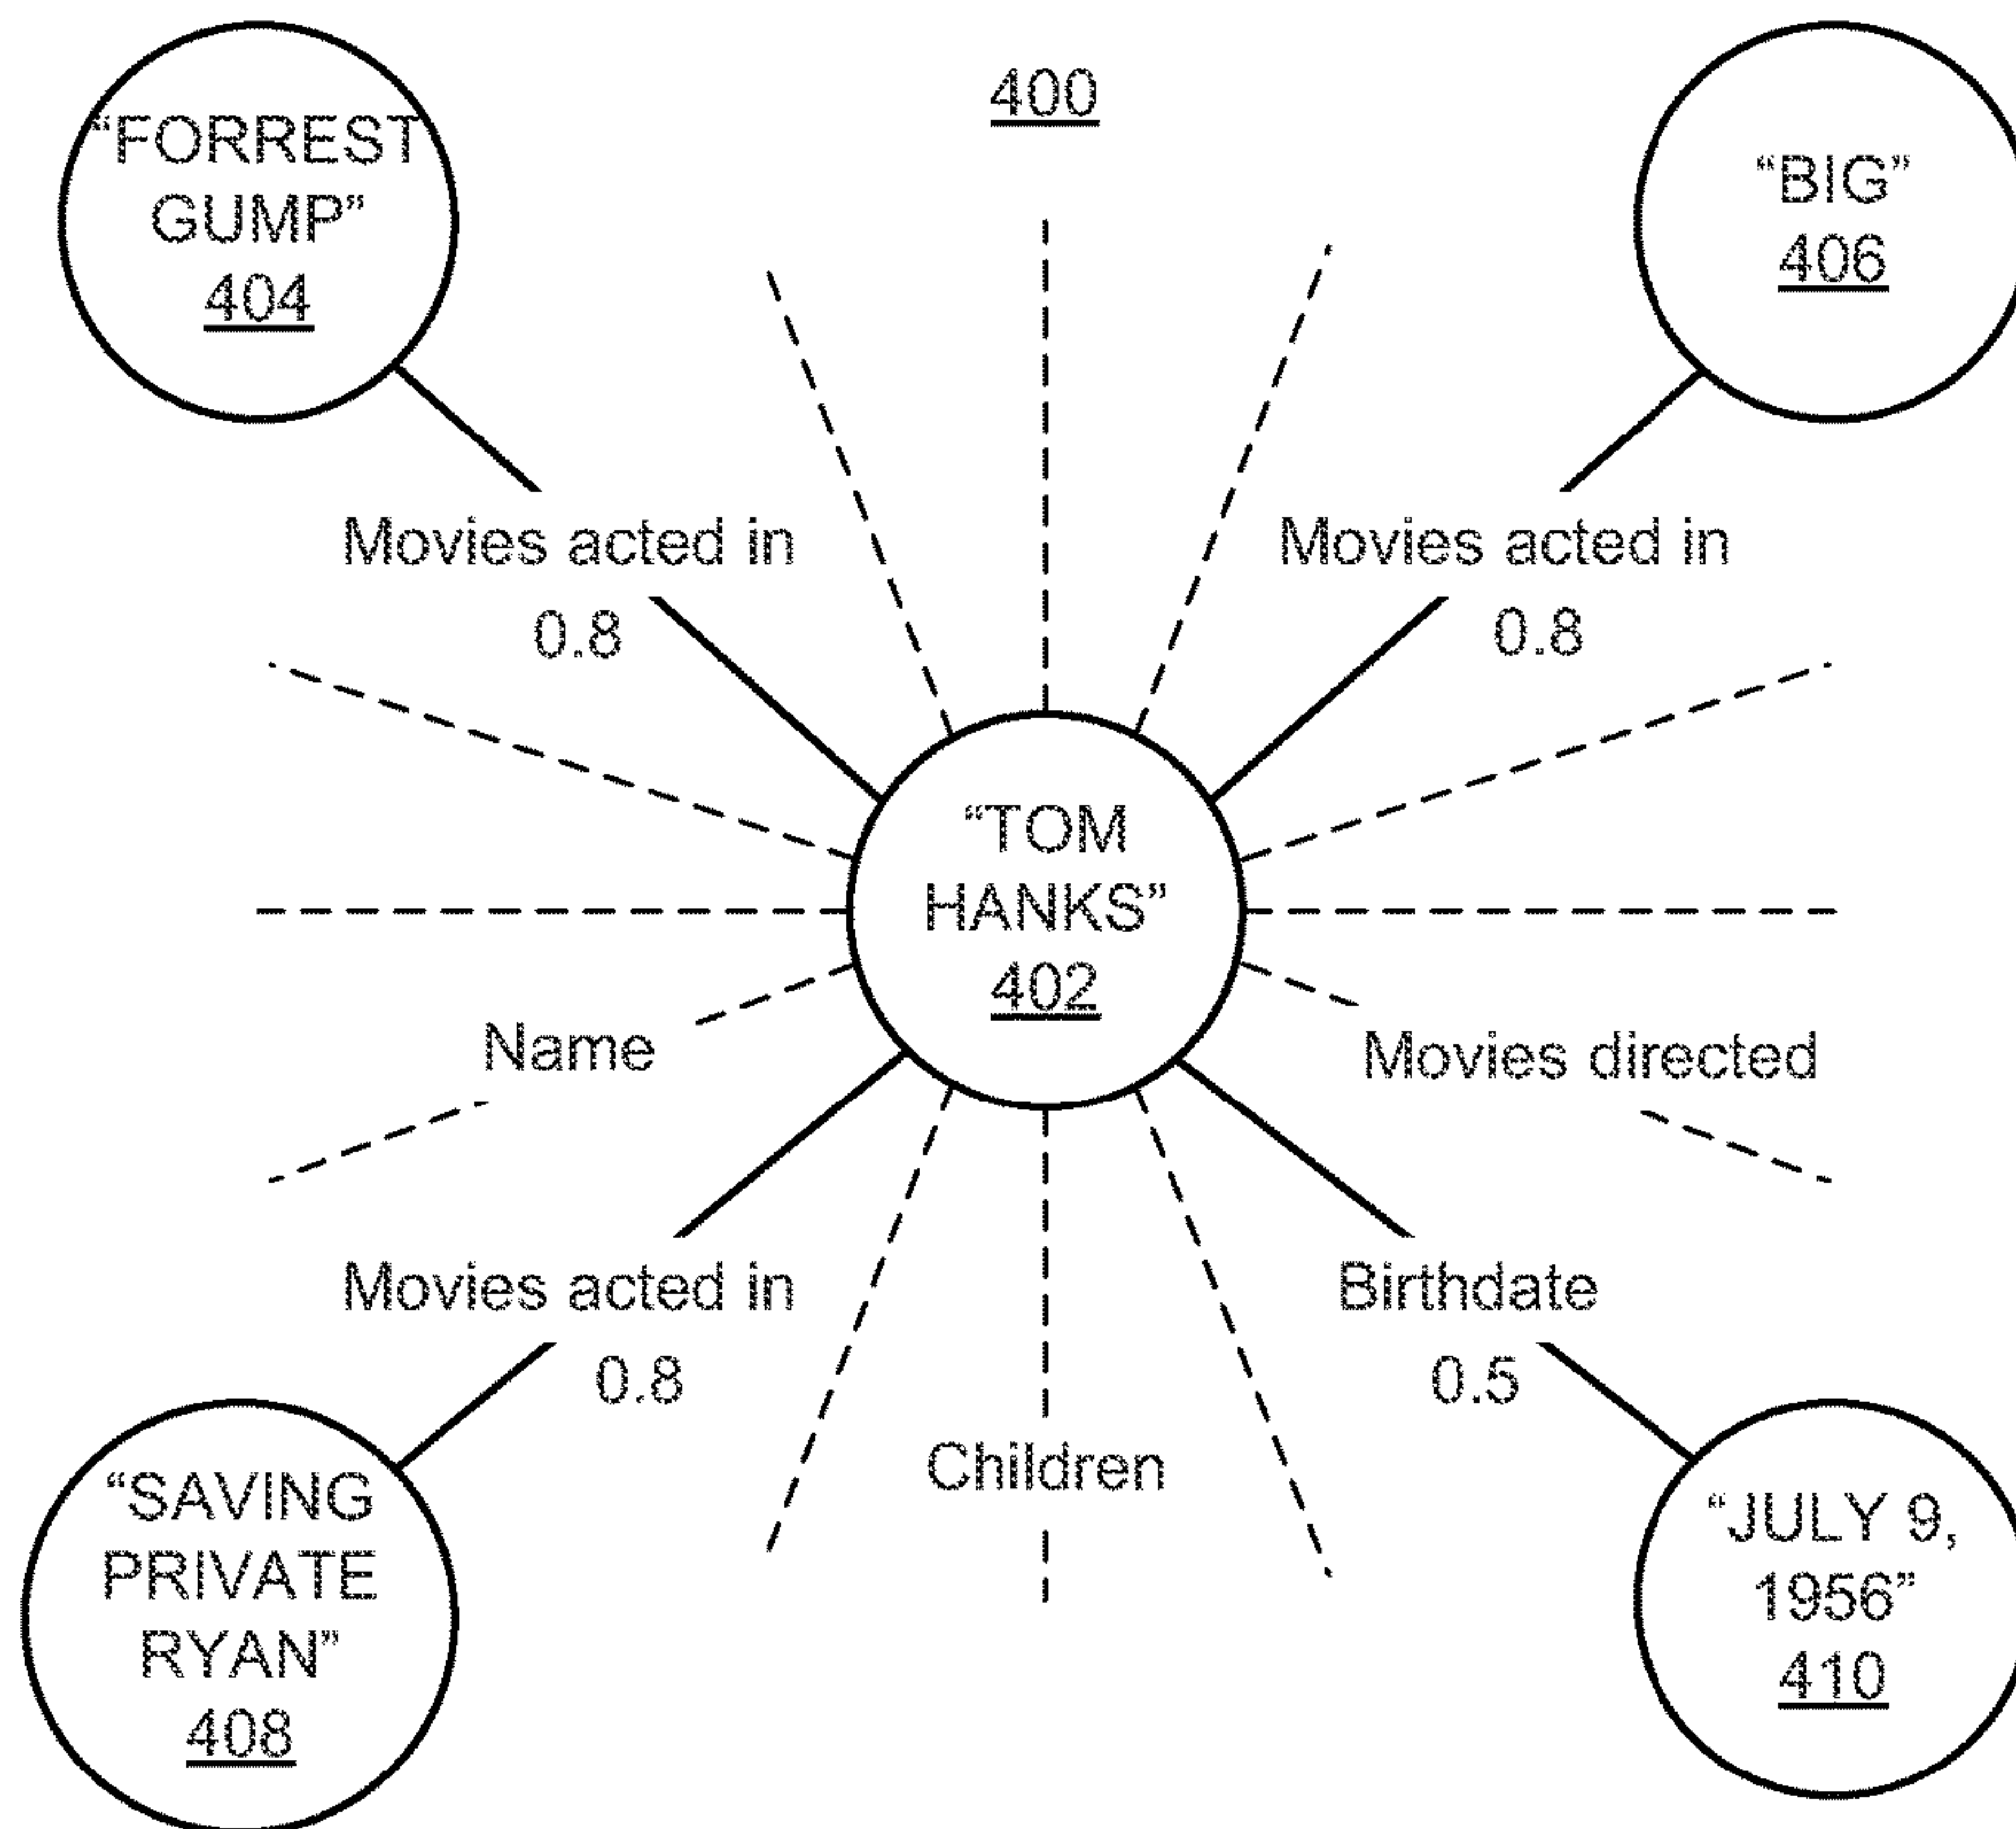 400
“FORREST
GUMP”
404
“BIG”
406
Movies acted in
0.8
Movies acted in
0.8
“TOM
HANKS”
402
Name
Movies directed
Movies acted in
0.8
Birthdate
0.5
Children
“SAVING
PRIVATE
RYAN”
408
“JULY 9,
1956”
410